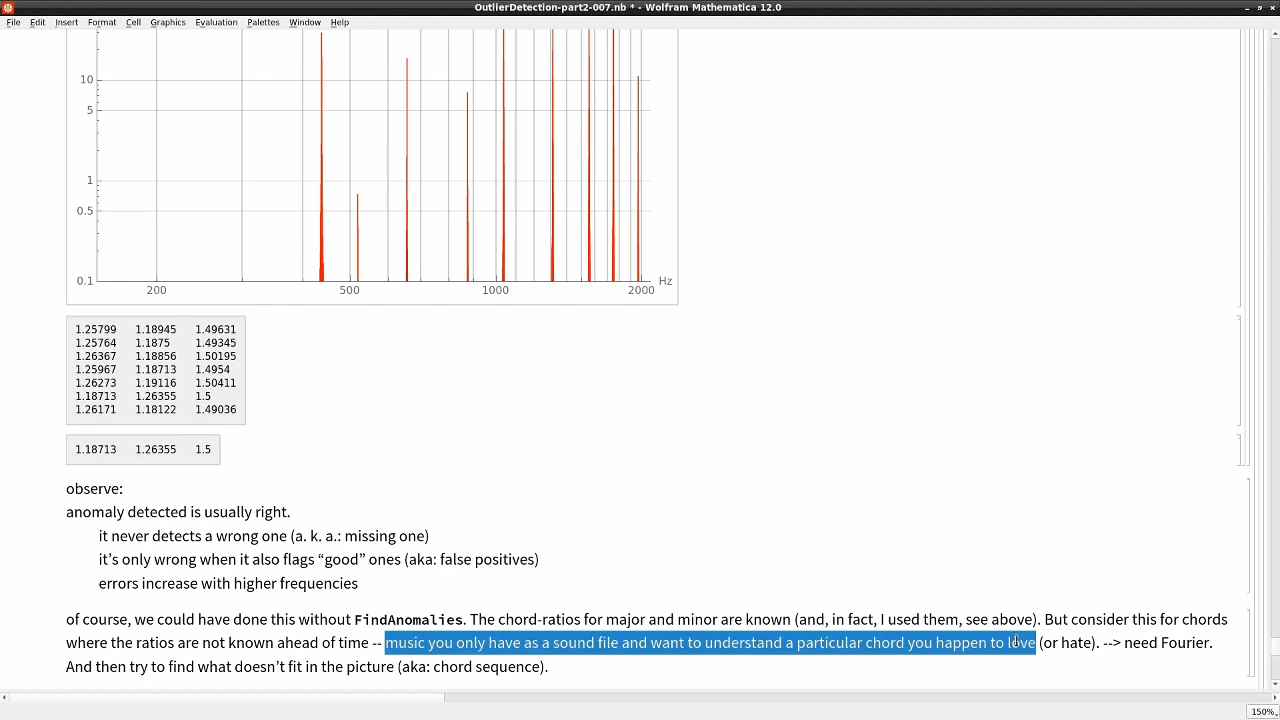 OutlierDetection-part2-007.nb * - Wolfram Mathematica 12.0
File Edit Insert Format Cell Graphics Evaluation Palettes Window Help
10
5
1
0.5
0.1
200 500 1000 2000 Hz
1.25799 1.18945 1.49631
1.25764 1.1875 1.49345
1.26367 1.18856 1.50195
1.25967 1.18713 1.4954
1.26273 1.19116 1.50411
1.18713 1.26355 1.5
1.26171 1.18122 1.49036
1.18713 1.26355 1.5
observe:
anomaly detected is usually right.
it never detects a wrong one (a. k. a.: missing one)
it's only wrong when it also flags “good” ones (aka: false positives)
errors increase with higher frequencies
of course, we could have done this without FindAnomalies. The chord-ratios for major and minor are known (and, in fact, I used them, see above). But consider this for chords
where the ratios are not known ahead of time -- music you only have as a sound file and want to understand a particular chord you happen to love (or hate). --> need Fourier.
And then try to find what doesn't fit in the picture (aka: chord sequence).
150%